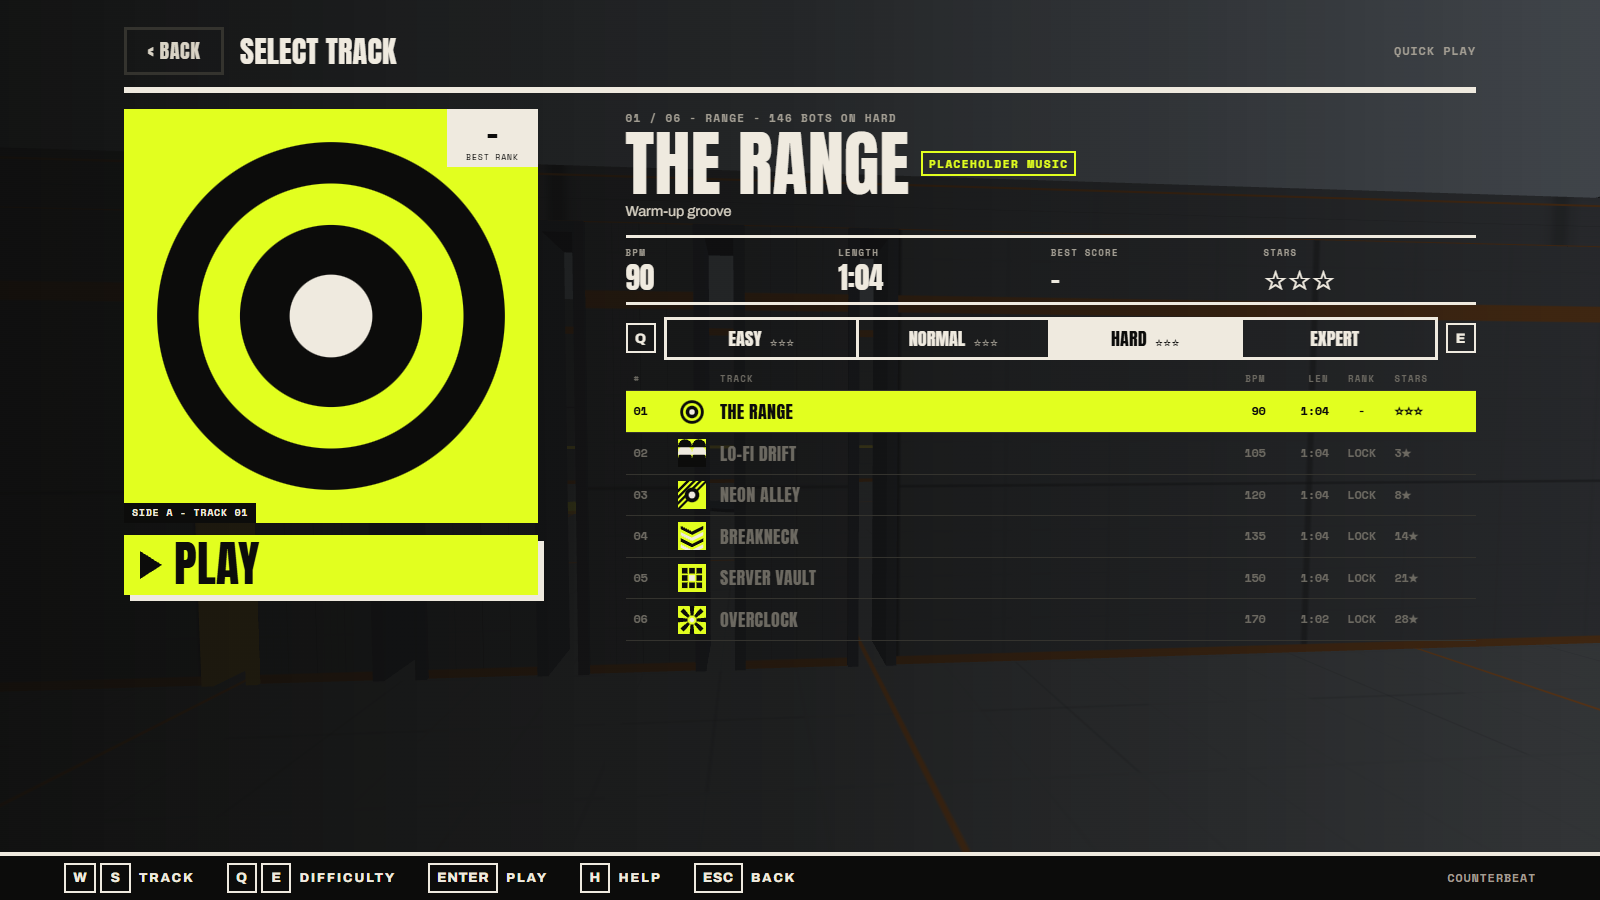 < BACK
SELECT TRACK
QUICK PLAY
-
BEST RANK
SIDE A - TRACK 01
PLAY
01 / 06 - RANGE - 146 BOTS ON HARD
THE RANGE
PLACEHOLDER MUSIC
Warm-up groove
BPM LENGTH BEST SCORE STARS
90 1:04 - ☆☆☆
Q EASY ☆☆☆ NORMAL ☆☆☆ HARD ☆☆☆ EXPERT E
# TRACK BPM LEN RANK STARS
01 THE RANGE 90 1:04 - ☆☆☆
02 LO-FI DRIFT 105 1:04 LOCK 3★
03 NEON ALLEY 120 1:04 LOCK 8★
04 BREAKNECK 135 1:04 LOCK 14★
05 SERVER VAULT 150 1:04 LOCK 21★
06 OVERCLOCK 170 1:02 LOCK 28★
W S TRACK Q E DIFFICULTY ENTER PLAY H HELP ESC BACK COUNTERBEAT